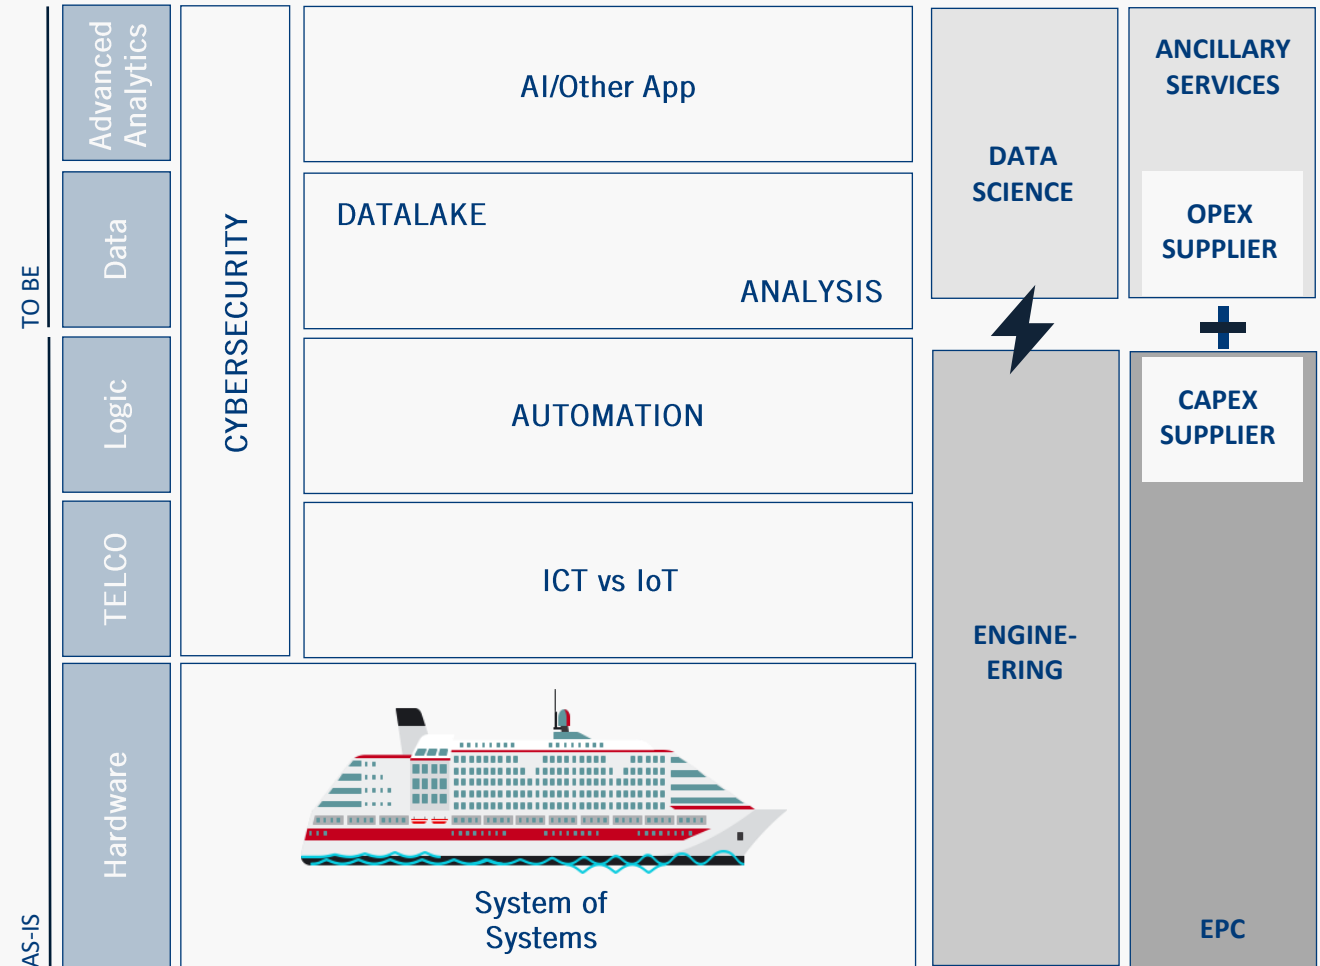 TO BE
AS-IS
Advanced
Analytics
Data
Logic
TELCO
Hardware
CYBERSECURITY
AI/Other App
DATALAKE
ANALYSIS
AUTOMATION
ICT vs IoT
System of
Systems
DATA
SCIENCE
ENGINE-
ERING
ANCILLARY
SERVICES
OPEX
SUPPLIER
CAPEX
SUPPLIER
EPC